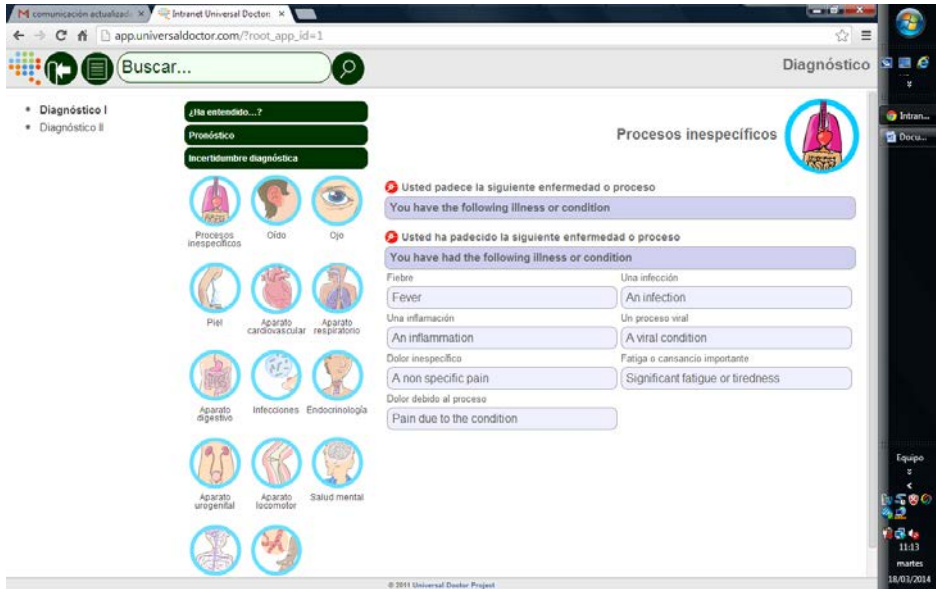 comunicación actualizada
Intranet Universal Doctor:
app.universaldoctor.com/?root_app_id=1
Buscar...
Diagnóstico
Diagnóstico I
Diagnóstico II
¿Ha entendido...?
Pronóstico
Incertidumbre diagnóstica
Procesos inespecíficos
Oído
Ojo
Piel
Aparato cardiovascular
Aparato respiratorio
Aparato digestivo
Infecciones
Endocrinología
Aparato urogenital
Aparato locomotor
Salud mental
Procesos inespecíficos
Usted padece la siguiente enfermedad o proceso
You have the following illness or condition
Usted ha padecido la siguiente enfermedad o proceso
You have had the following illness or condition
Fiebre
Fever
Una infección
An infection
Una inflamación
An inflammation
Un proceso viral
A viral condition
Dolor inespecífico
A non specific pain
Fatiga o cansancio importante
Significant fatigue or tiredness
Dolor debido al proceso
Pain due to the condition
© 2011 Universal Doctor Project
Intran...
Docu...
Equipo
11:13
martes
18/03/2014